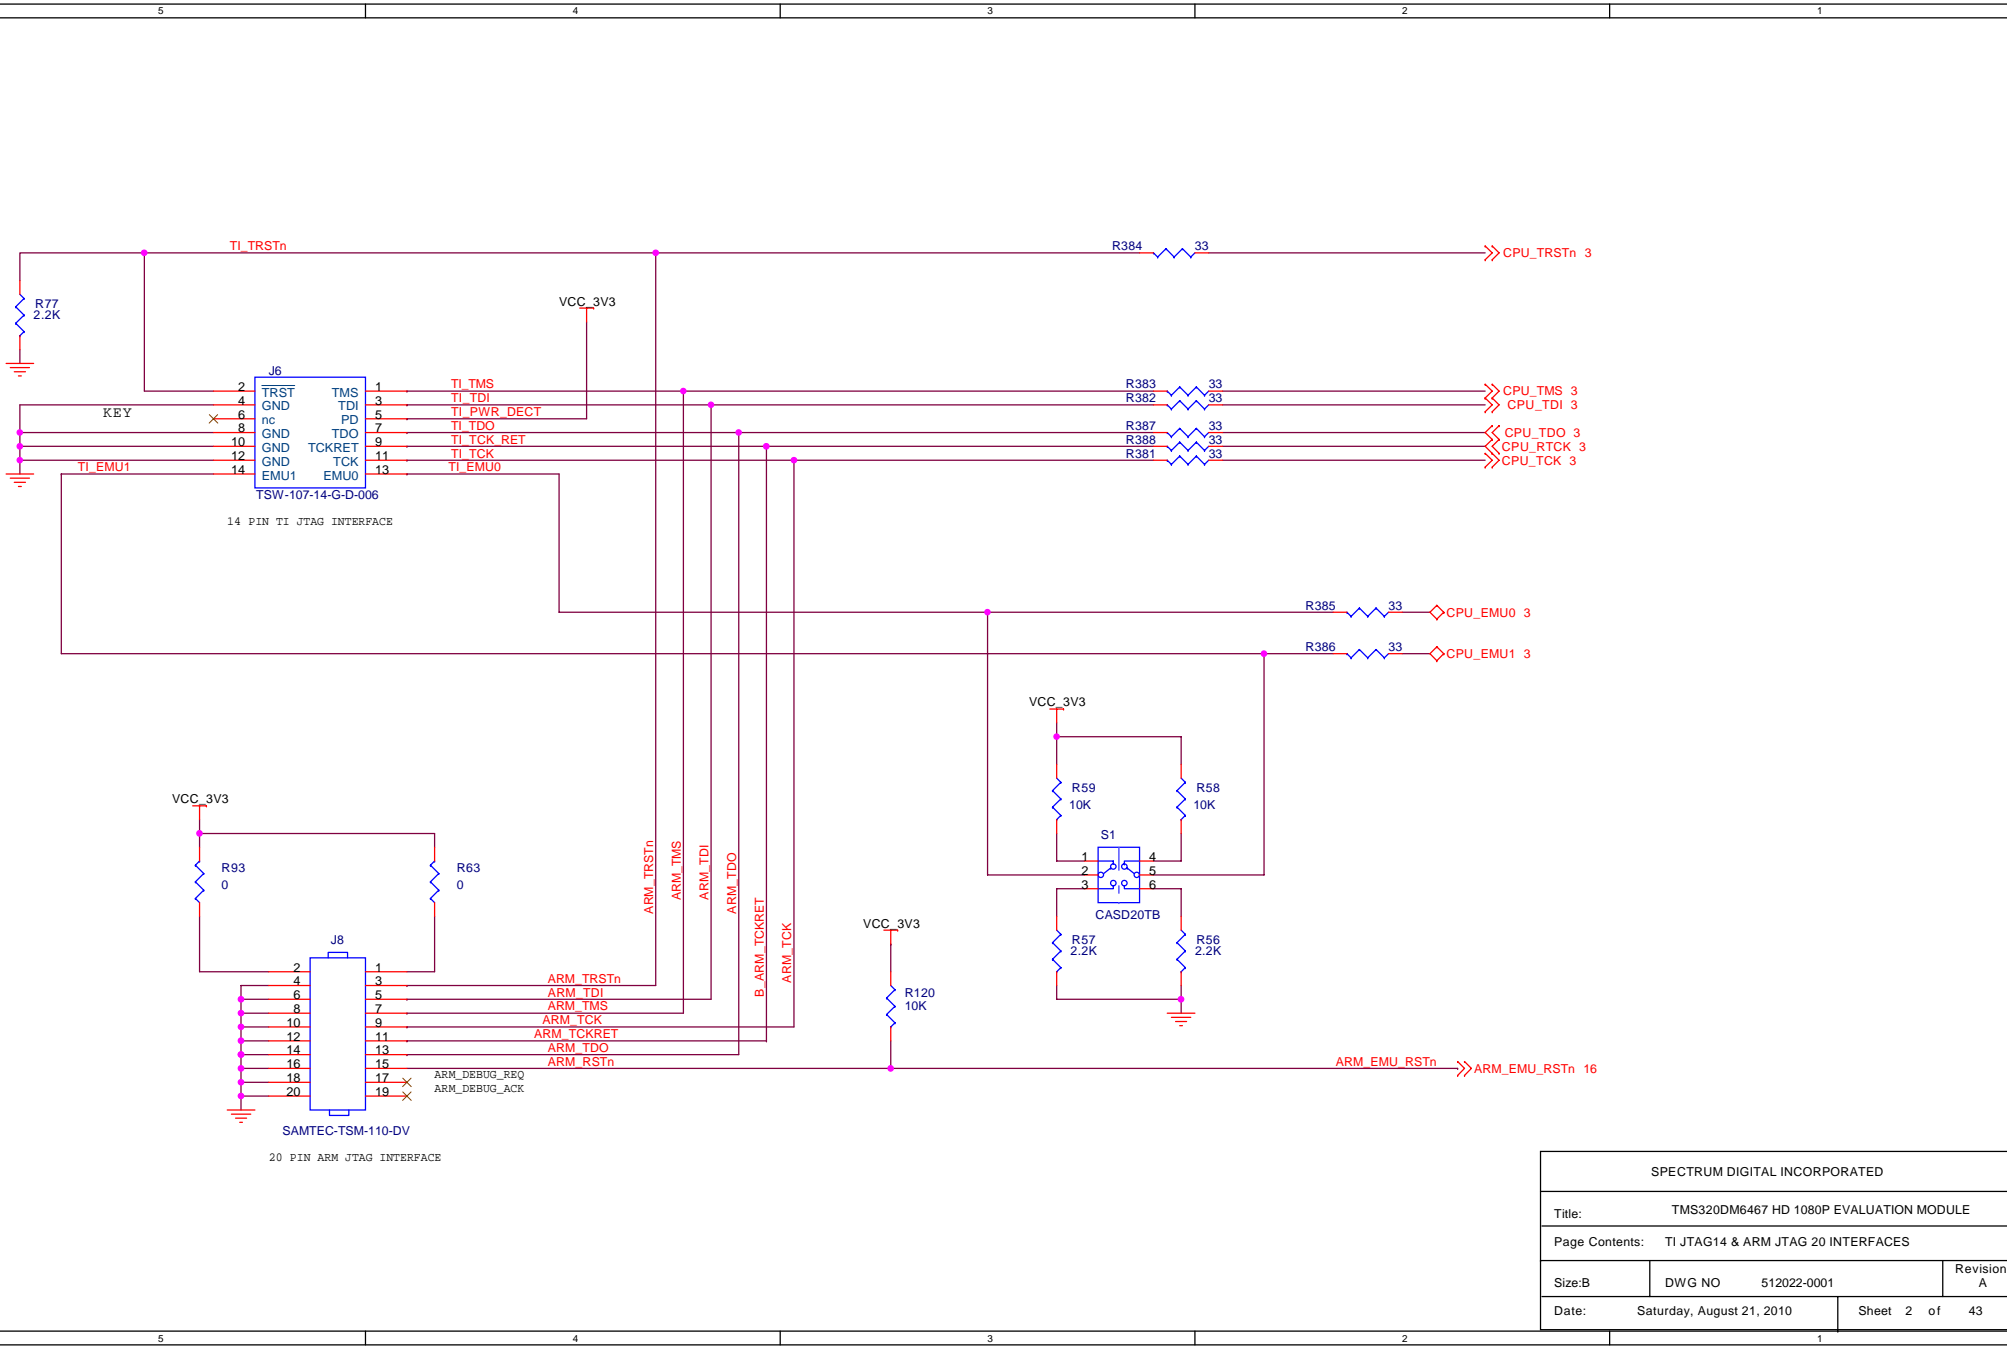 5 4 3 2 1
TI_TRSTn R384 33 CPU_TRSTn 3
R77
2.2K
VCC_3V3
J6
2 TRST TMS 1 TI_TMS R383 33 CPU_TMS 3
4 GND TDI 3 TI_TDI R382 33 CPU_TDI 3
KEY
6 nc PD 5 TI_PWR_DECT
8 GND TDO 7 TI_TDO R387 33 CPU_TDO 3
10 GND TCKRET 9 TI_TCK_RET R388 33 CPU_RTCK 3
12 GND TCK 11 TI_TCK R381 33 CPU_TCK 3
TI_EMU1 14 EMU1 EMU0 13 TI_EMU0
TSW-107-14-G-D-006
14 PIN TI JTAG INTERFACE
R385 33 CPU_EMU0 3
R386 33 CPU_EMU1 3
VCC_3V3
R59
10K
R58
10K
S1
1 4
2 5
3 6
CASD20TB
R57
2.2K
R56
2.2K
VCC_3V3
R93
0
R63
0
ARM_TRSTn
ARM_TMS
ARM_TDI
ARM_TDO
B_ARM_TCKRET
ARM_TCK
VCC_3V3
R120
10K
J8
2 1
4 3 ARM_TRSTn
6 5 ARM_TDI
8 7 ARM_TMS
10 9 ARM_TCK
12 11 ARM_TCKRET
14 13 ARM_TDO
16 15 ARM_RSTn ARM_EMU_RSTn ARM_EMU_RSTn 16
18 17 ARM_DEBUG_REQ
20 19 ARM_DEBUG_ACK
SAMTEC-TSM-110-DV
20 PIN ARM JTAG INTERFACE
SPECTRUM DIGITAL INCORPORATED
Title: TMS320DM6467 HD 1080P EVALUATION MODULE
Page Contents: TI JTAG14 & ARM JTAG 20 INTERFACES
Size:B DWG NO 512022-0001 Revision
A
Date: Saturday, August 21, 2010 Sheet 2 of 43
5 4 3 2 1